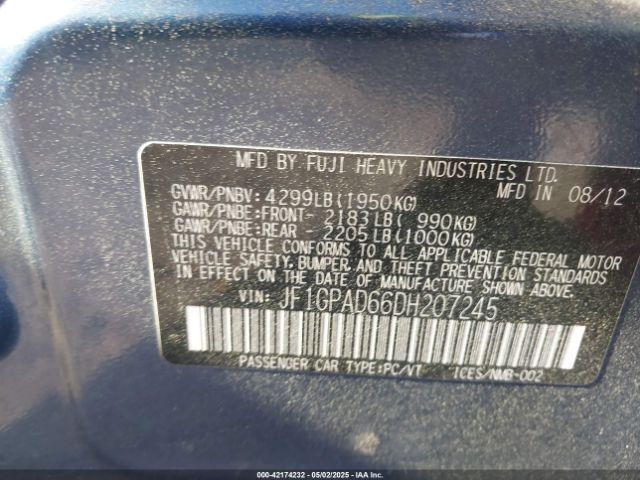 MFD BY FUJI HEAVY INDUSTRIES LTD.
MFD IN 08/12
GVWR/PNBV: 4299LB(1950KG)
GAWR/PNBE:FRONT- 2183LB( 990KG)
GAWR/PNBE:REAR - 2205LB(1000KG)
THIS VEHICLE CONFORMS TO ALL APPLICABLE FEDERAL MOTOR
VEHICLE SAFETY, BUMPER, AND THEFT PREVENTION STANDARDS
IN EFFECT ON THE DATE OF MANUFACTURE SHOWN ABOVE.
VIN: JF1GPAD66DH207245
PASSENGER CAR TYPE:PC/VT ICES/NMB-002
000-42174232 - 05/02/2025 - IAA Inc.